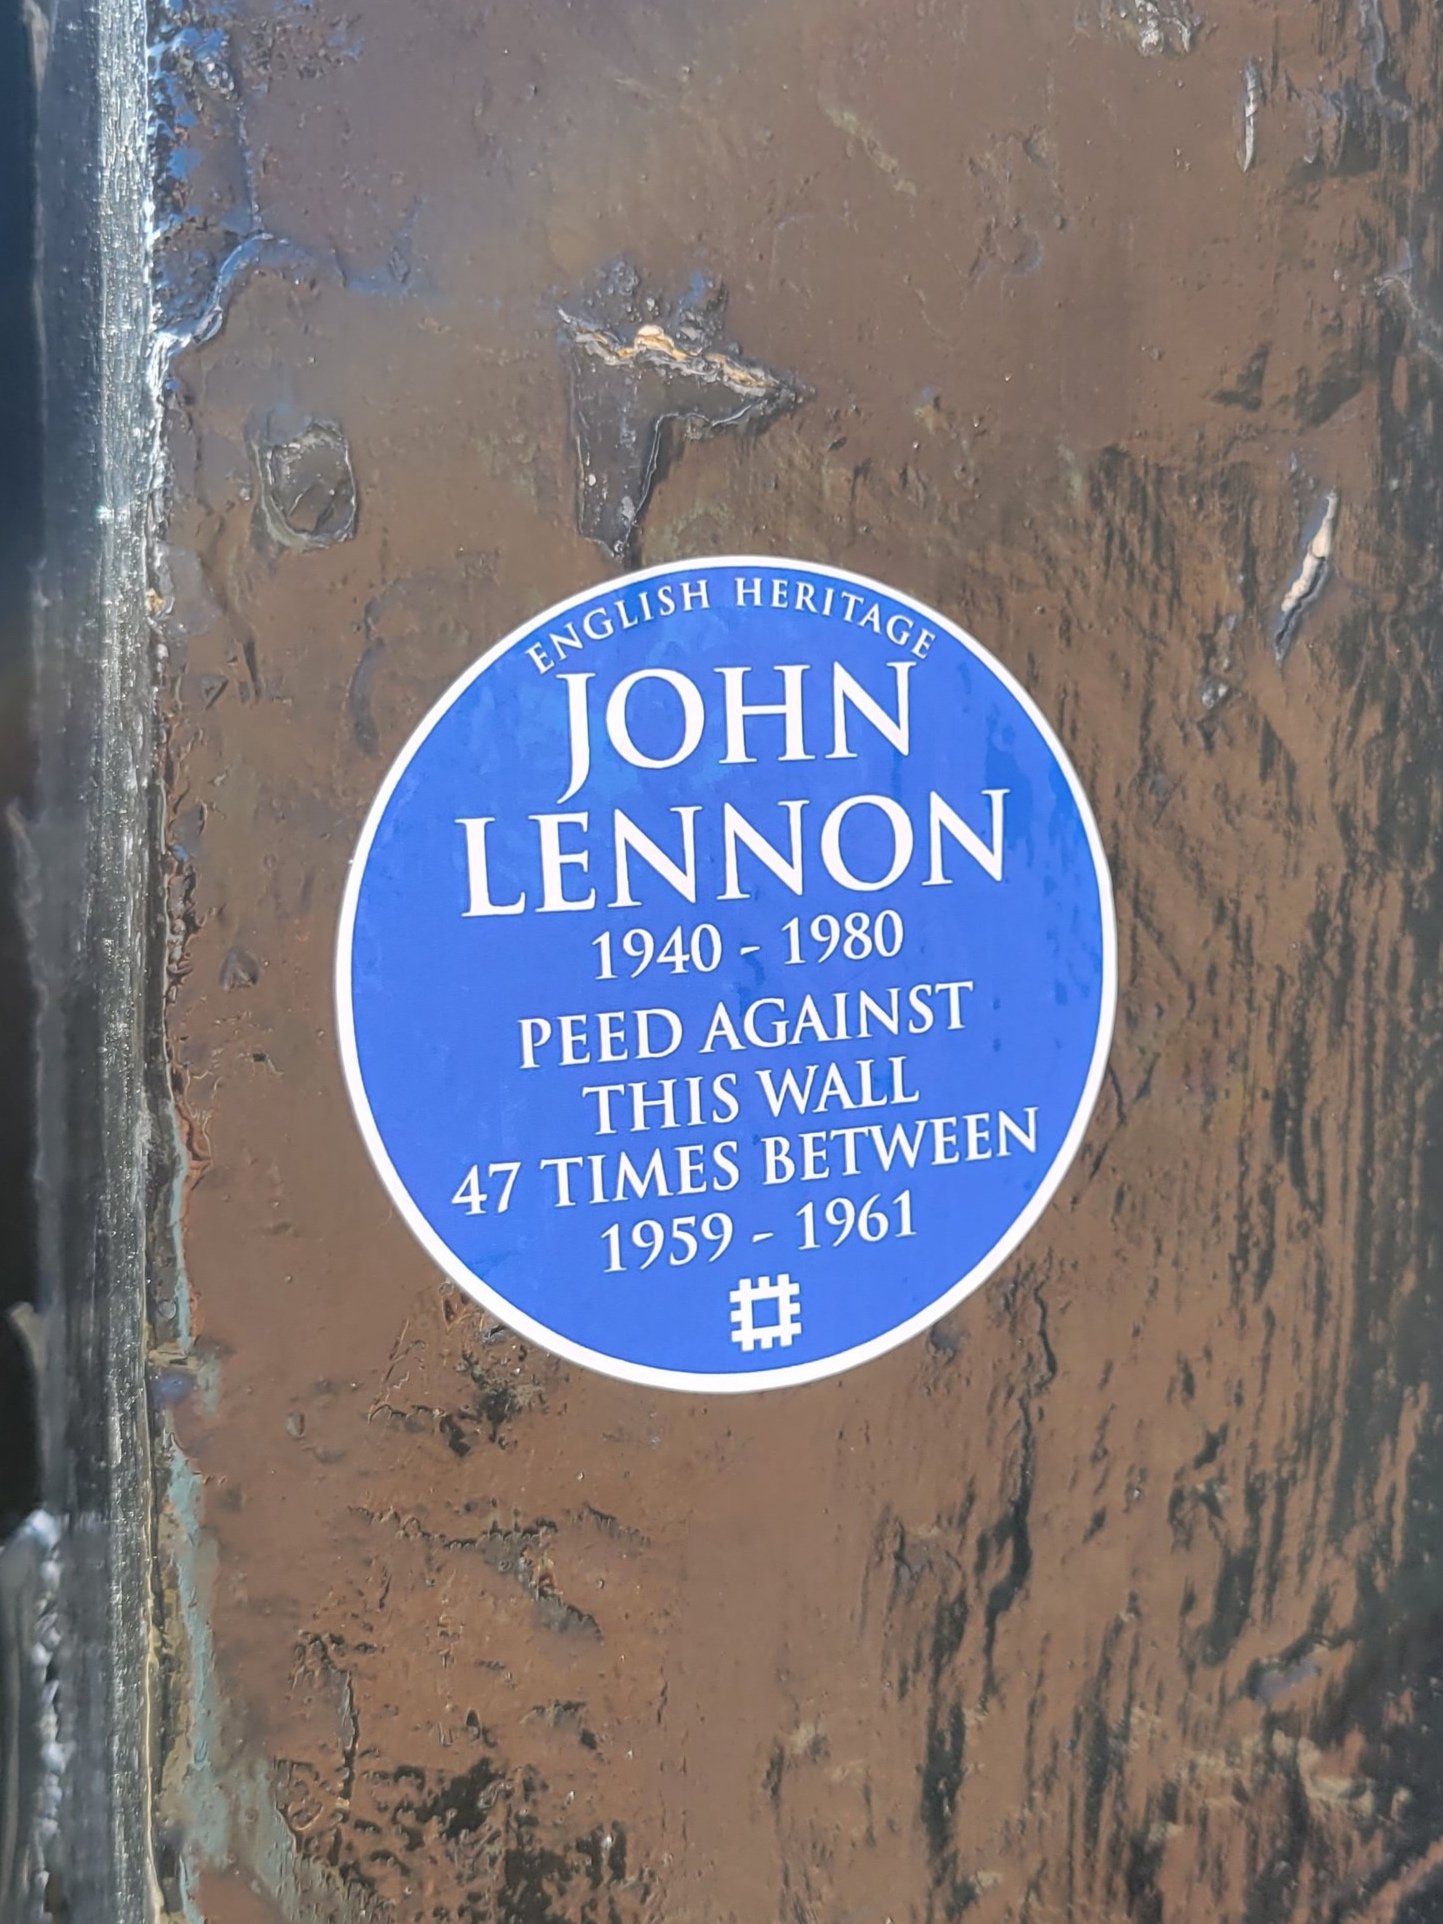 ENGLISH HERITAGE
JOHN
LENNON
1940 - 1980
PEED AGAINST
THIS WALL
47 TIMES BETWEEN
1959 - 1961